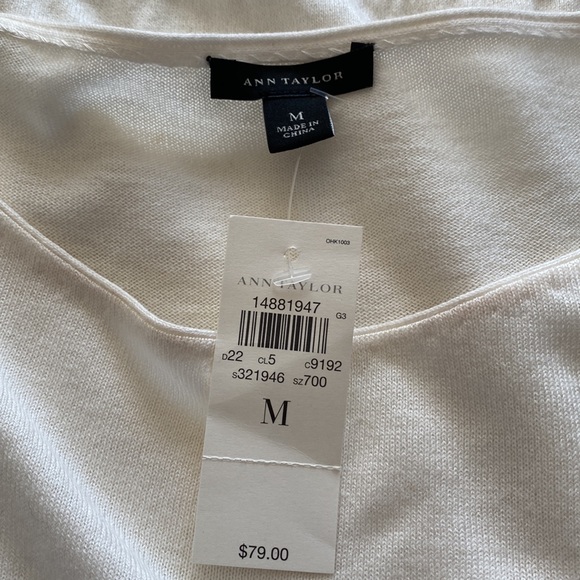 ANN TAYLOR
M
MADE IN
CHINA
OHK1003
ANN TAYLOR
14881947
G3
D22 CL5 C9192
S321946 SZ700
M
$79.00